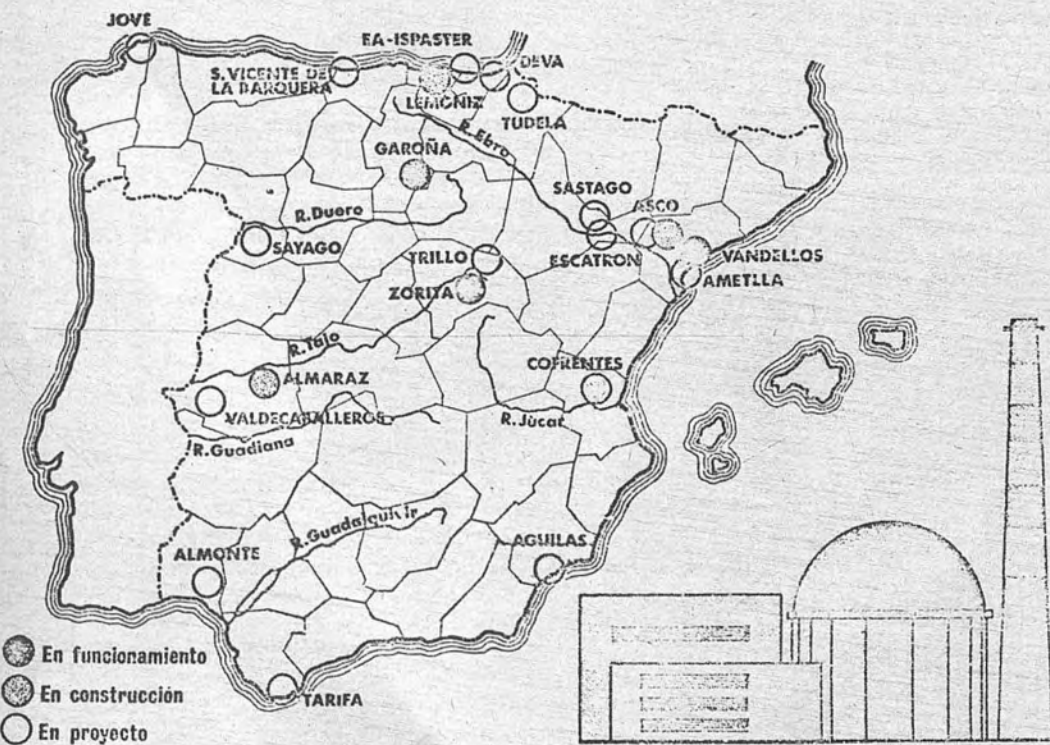 JOVE
EA-ISPASTER
S. VICENTE DE
LA BARQUERA
DEVA
LEMONIZ
TUDELA
R. Ebro
GAROÑA
SASTAGO
ASCO
R. Duero
SAYAGO
TRILLO
ESCATRON
VANDELLOS
AMETLLA
ZORITA
R. Tajo
COFRENTES
ALMARAZ
VALDECABALLEROS
R. Júcar
R. Guadiana
R. Guadalquivir
ALMONTE
AGUILAS
TARIFA
En funcionamiento
En construcción
En proyecto